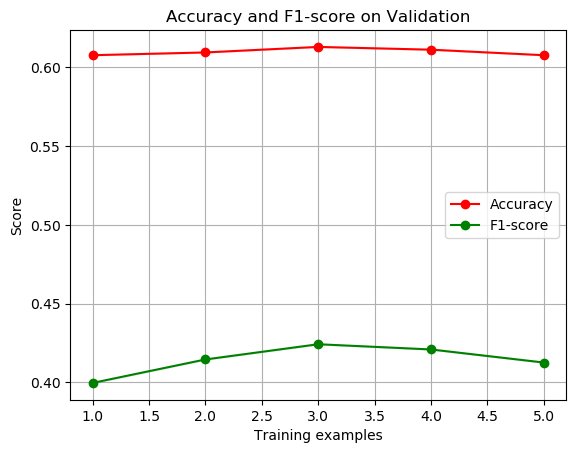 Accuracy and F1-score on Validation
0.60
0.55
0.50
0.45
0.40
Score
Accuracy
F1-score
1.0 1.5 2.0 2.5 3.0 3.5 4.0 4.5 5.0
Training examples